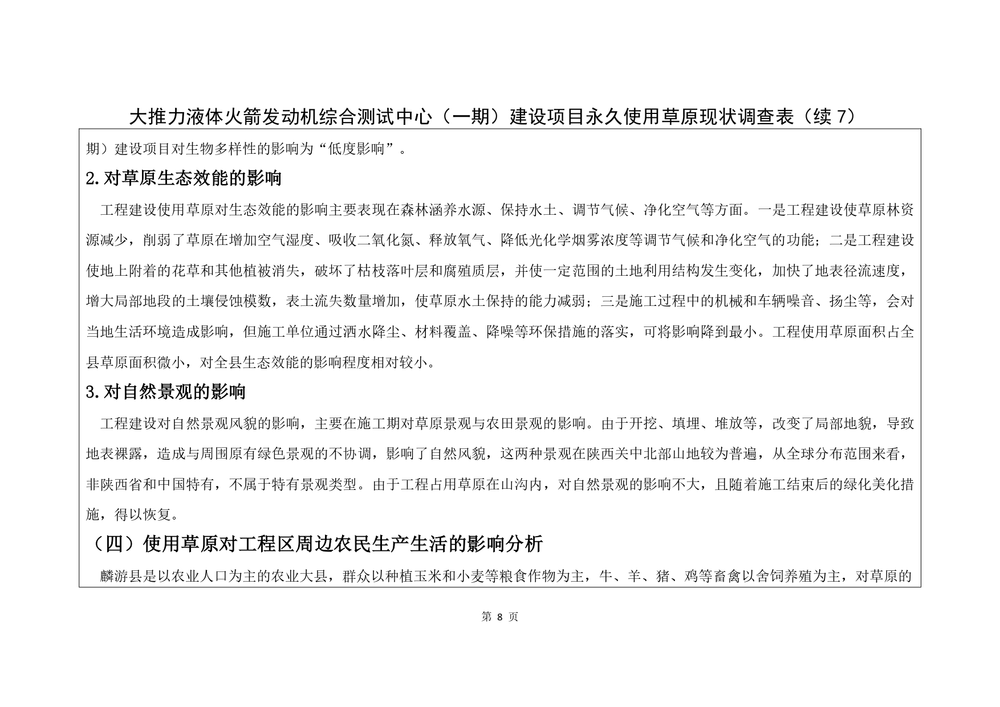 大推力液体火箭发动机综合测试中心（一期）建设项目永久使用草原现状调查表（续 7）
期）建设项目对生物多样性的影响为“低度影响”。
2. 对草原生态效能的影响
工程建设使用草原对生态效能的影响主要表现在森林涵养水源、保持水土、调节气候、净化空气等方面。一是工程建设使草原林资
源减少，削弱了草原在增加空气湿度、吸收二氧化氮、释放氧气、降低光化学烟雾浓度等调节气候和净化空气的功能；二是工程建设
使地上附着的花草和其他植被消失，破坏了枯枝落叶层和腐殖质层，并使一定范围的土地利用结构发生变化，加快了地表径流速度，
增大局部地段的土壤侵蚀模数，表土流失数量增加，使草原水土保持的能力减弱；三是施工过程中的机械和车辆噪音、扬尘等，会对
当地生活环境造成影响，但施工单位通过洒水降尘、材料覆盖、降噪等环保措施的落实，可将影响降到最小。工程使用草原面积占全
县草原面积微小，对全县生态效能的影响程度相对较小。
3. 对自然景观的影响
工程建设对自然景观风貌的影响，主要在施工期对草原景观与农田景观的影响。由于开挖、填埋、堆放等，改变了局部地貌，导致
地表裸露，造成与周围原有绿色景观的不协调，影响了自然风貌，这两种景观在陕西关中北部山地较为普遍，从全球分布范围来看，
非陕西省和中国特有，不属于特有景观类型。由于工程占用草原在山沟内，对自然景观的影响不大，且随着施工结束后的绿化美化措
施，得以恢复。
（四）使用草原对工程区周边农民生产生活的影响分析
麟游县是以农业人口为主的农业大县，群众以种植玉米和小麦等粮食作物为主，牛、羊、猪、鸡等畜禽以舍饲养殖为主，对草原的
第 8 页